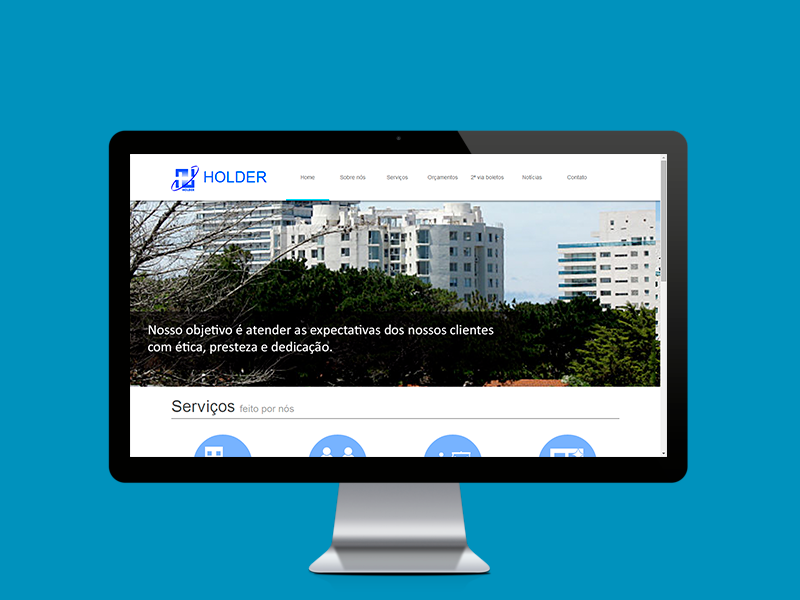 HOLDER
HOLDER
Home Sobre nós Serviços Orçamentos 2ª via boletos Notícias Contato
Nosso objetivo é atender as expectativas dos nossos clientes
com ética, presteza e dedicação.
Serviços feito por nós